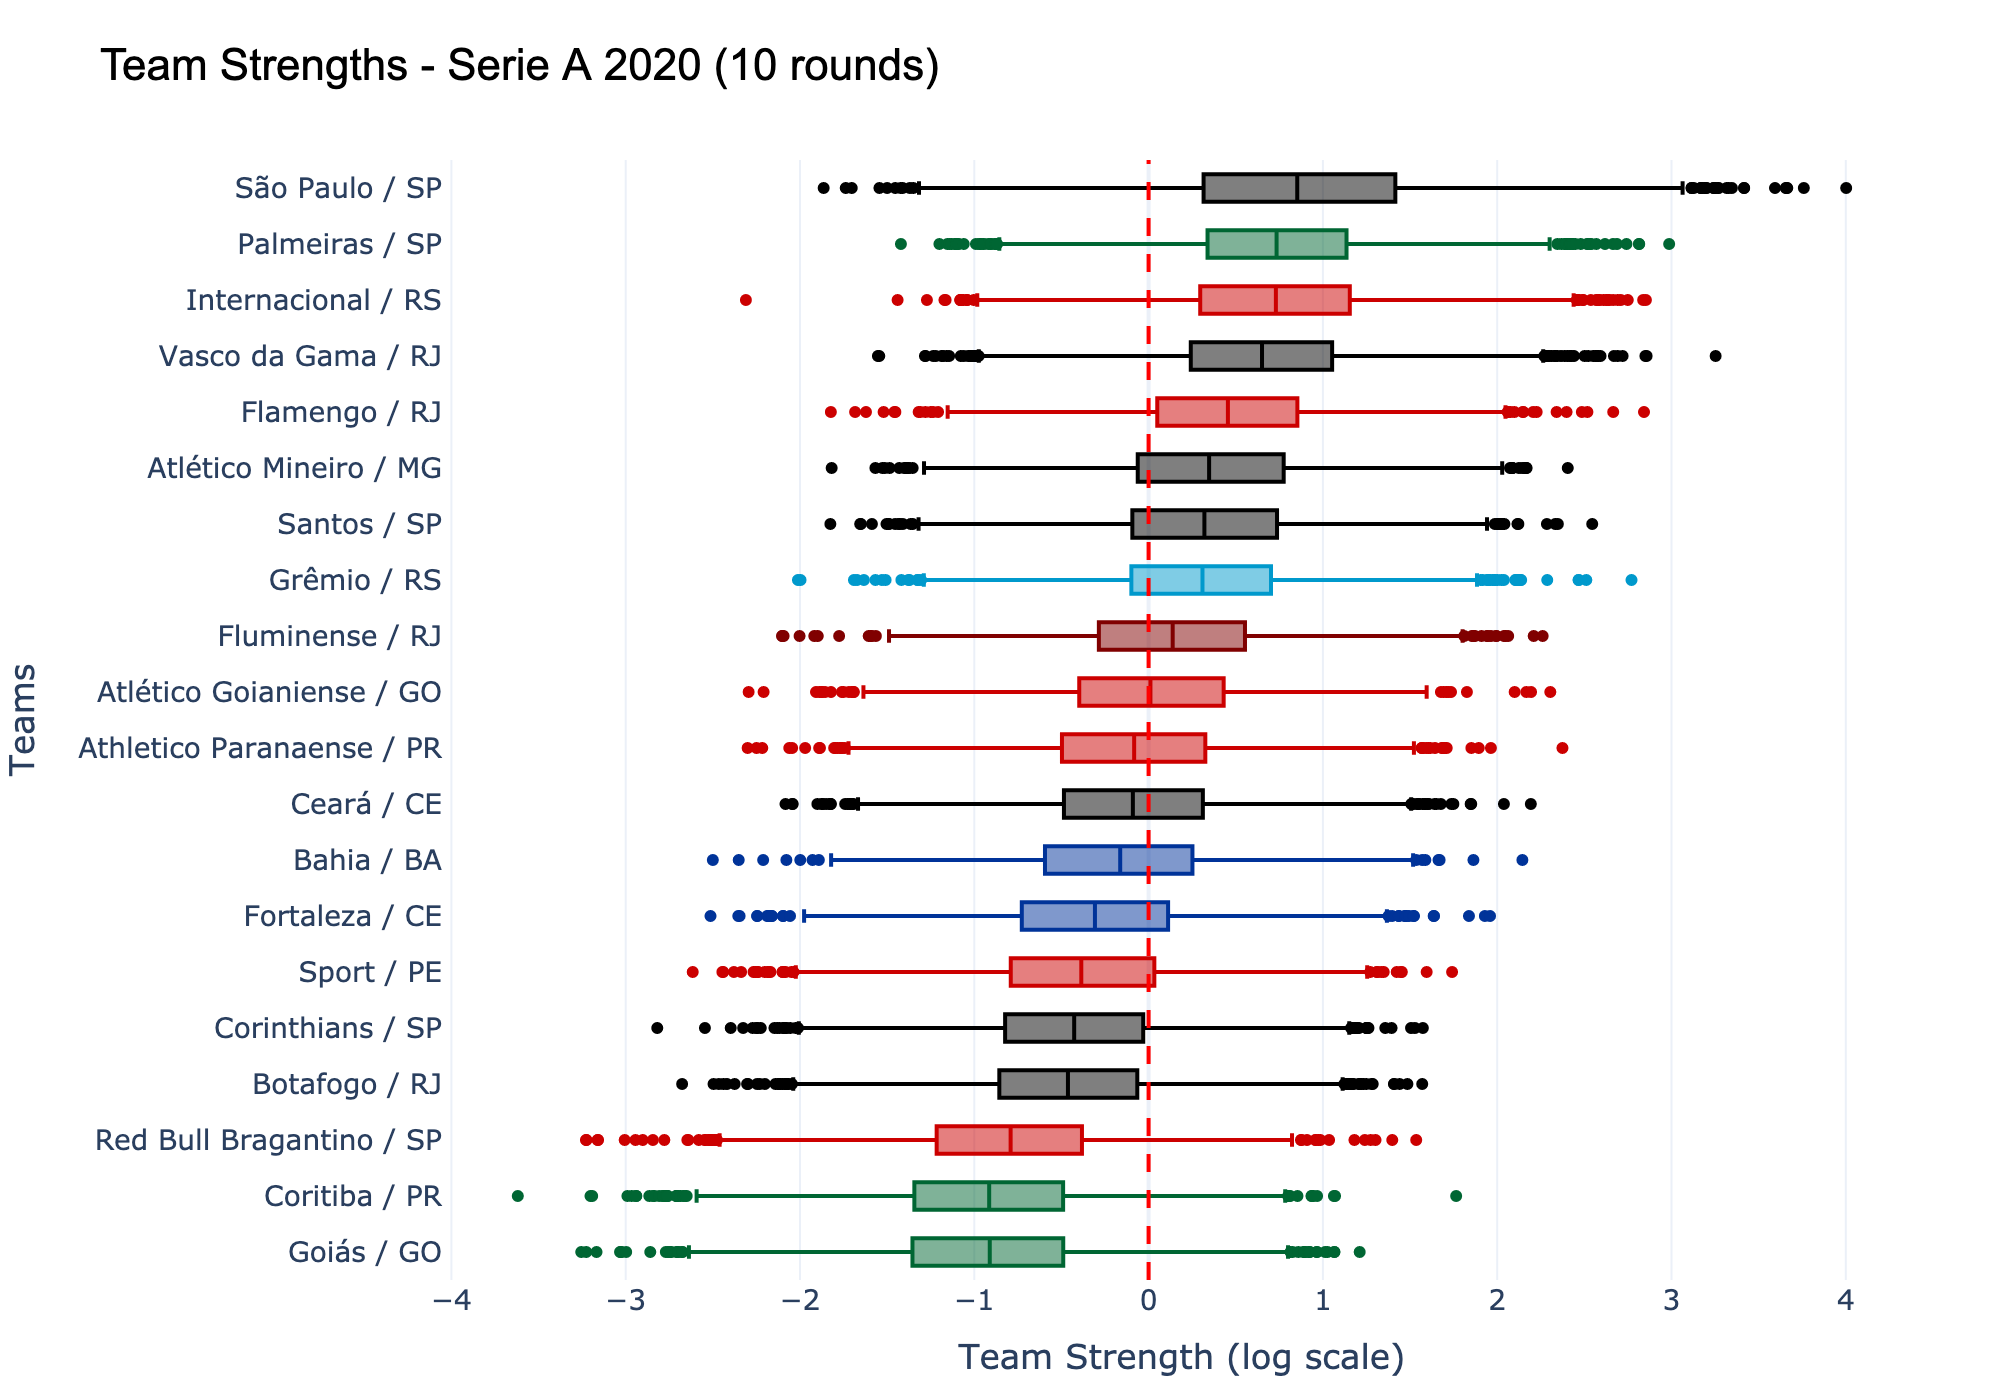 Team Strengths - Serie A 2020 (10 rounds)
São Paulo / SP
Palmeiras / SP
Internacional / RS
Vasco da Gama / RJ
Flamengo / RJ
Atlético Mineiro / MG
Santos / SP
Grêmio / RS
Fluminense / RJ
Atlético Goianiense / GO
Athletico Paranaense / PR
Ceará / CE
Bahia / BA
Fortaleza / CE
Sport / PE
Corinthians / SP
Botafogo / RJ
Red Bull Bragantino / SP
Coritiba / PR
Goiás / GO
Teams
−4 −3 −2 −1 0 1 2 3 4
Team Strength (log scale)